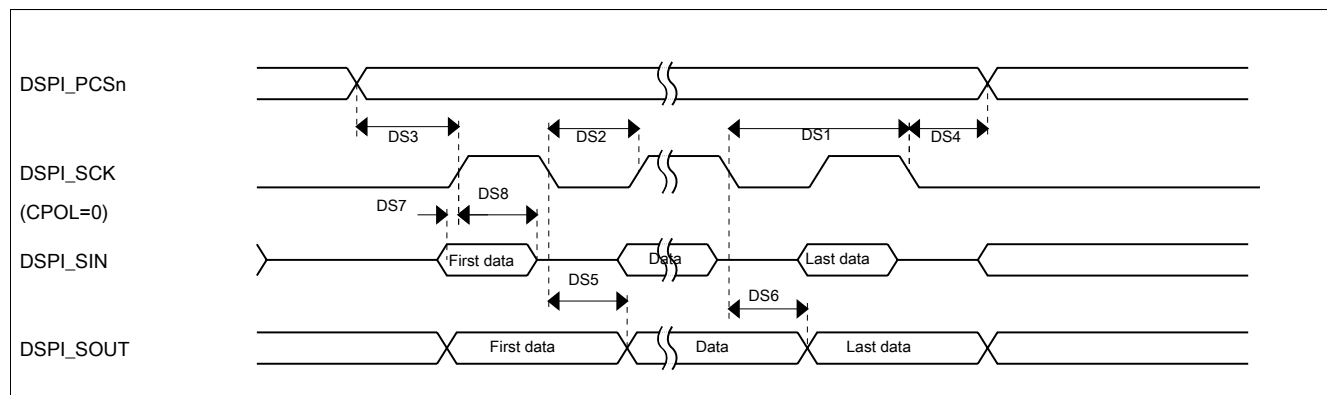 DSPI_PCSn
DS3
DS2
DS1
DS4
DSPI_SCK
(CPOL=0)
DS7
DS8
DSPI_SIN
First data
Data
Last data
DS5
DS6
DSPI_SOUT
First data
Data
Last data